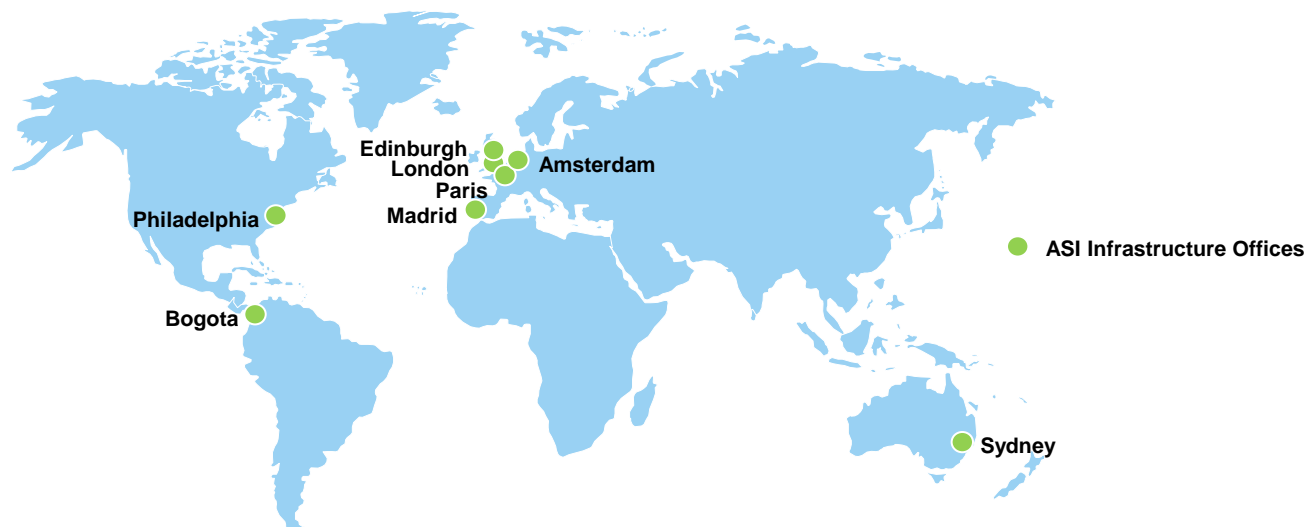 Edinburgh
London
Amsterdam
Paris
Madrid
Philadelphia
ASI Infrastructure Offices
Bogota
Sydney